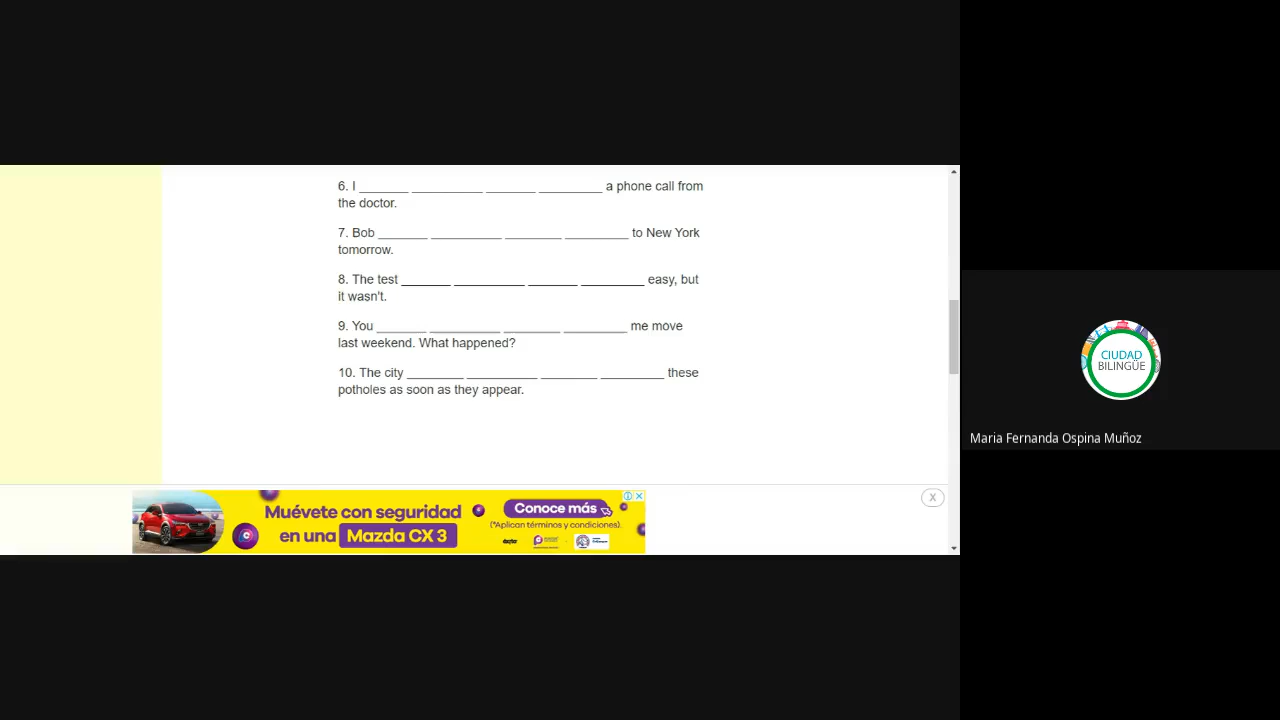 6. I _______ __________ _______ _________ a phone call from
the doctor.
7. Bob _______ __________ ________ _________ to New York
tomorrow.
8. The test _______ __________ _______ _________ easy, but
it wasn't.
9. You _______ __________ ________ _________ me move
last weekend. What happened?
10. The city ________ __________ ________ _________ these
potholes as soon as they appear.
Muévete con seguridad
en una Mazda CX 3
Conoce más
(*Aplican términos y condiciones).
X
CIUDAD
BILINGÜE
Maria Fernanda Ospina Muñoz